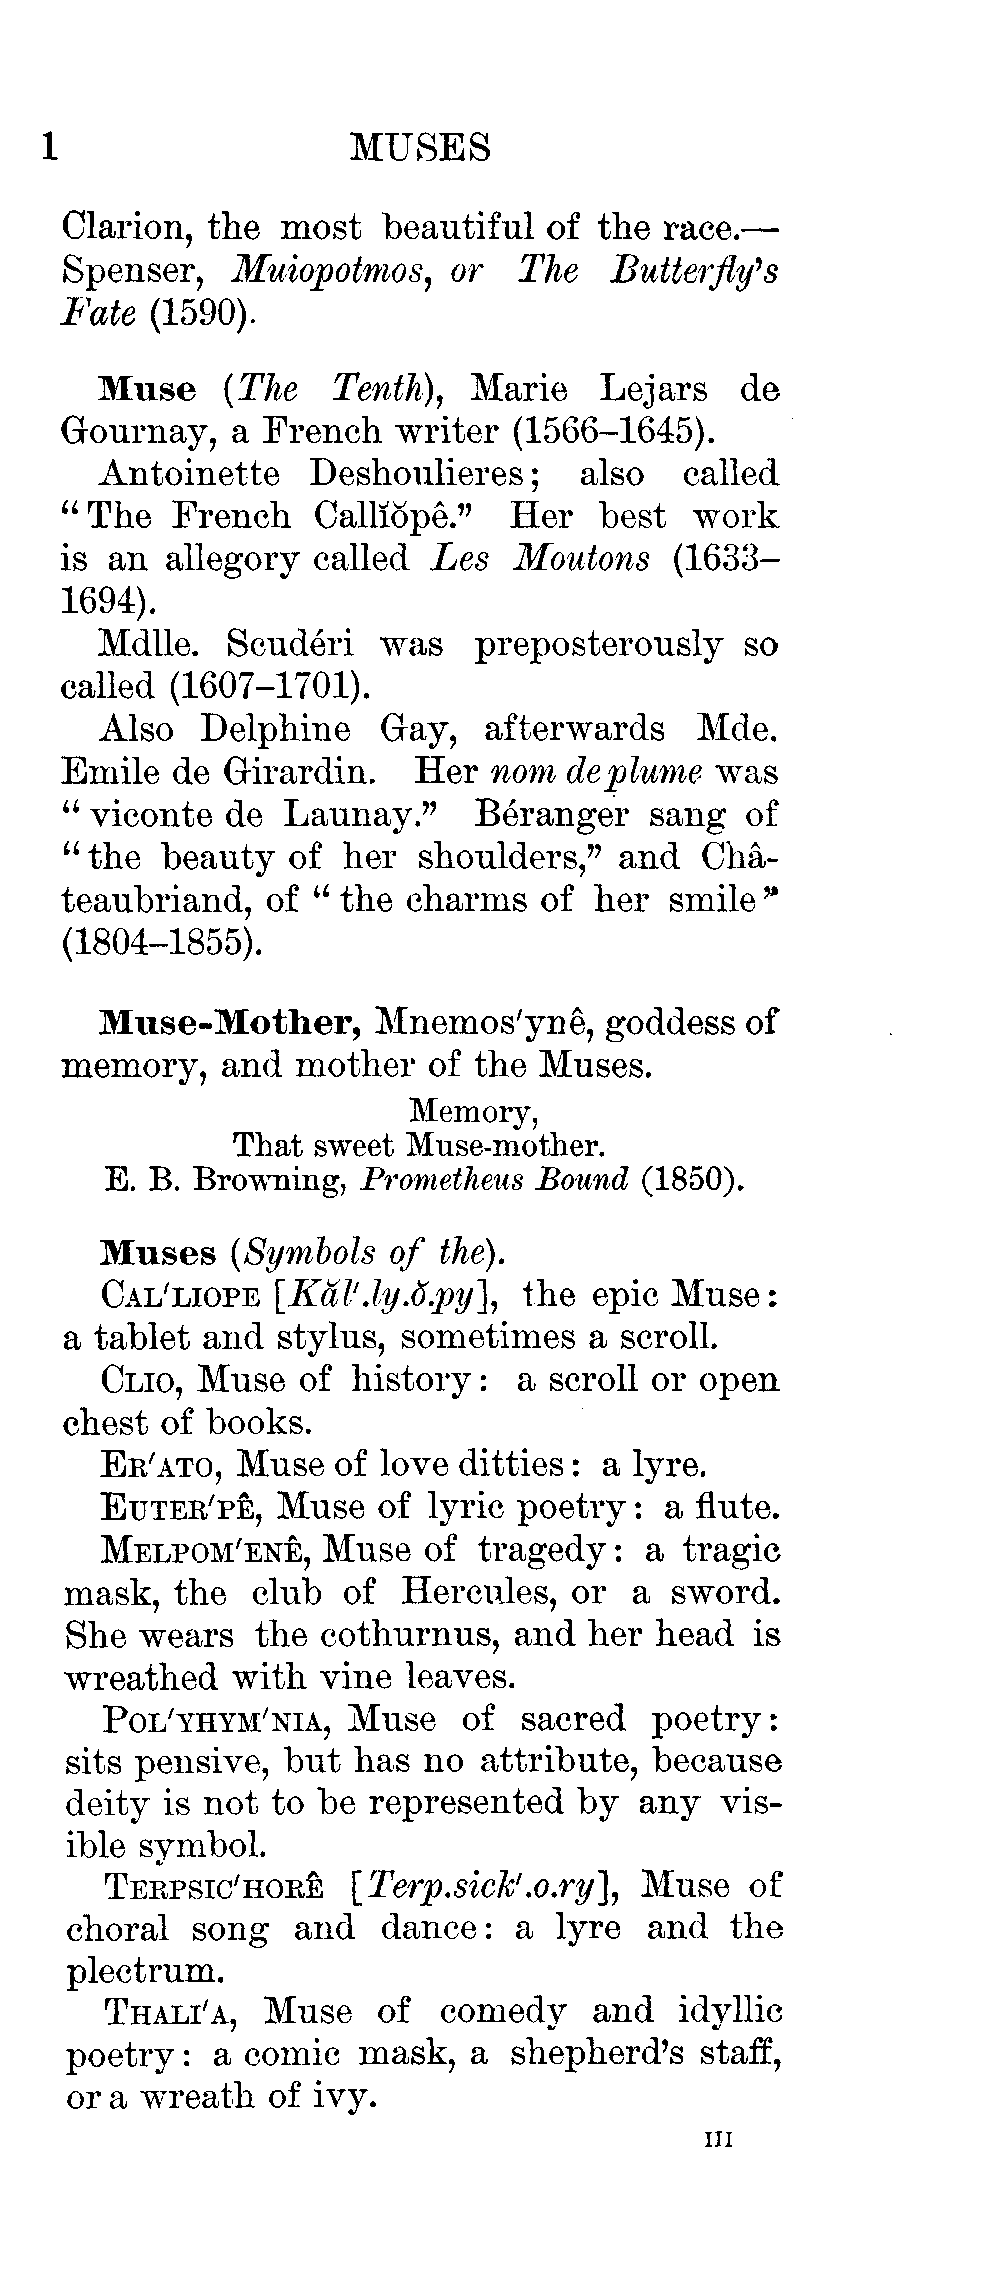 1 MUSES
Clarion, the most beautiful of the race.—
Spenser, Muiopotmos, or The Butterfly's
Fate (1590).
Muse (The Tenth), Marie Lejars de
Gournay, a French writer (1566–1645).
Antoinette Deshoulieres; also called
“The French Callĭŏpê.” Her best work
is an allegory called Les Moutons (1633–
1694).
Mdlle. Scudéri was preposterously so
called (1607–1701).
Also Delphine Gay, afterwards Mde.
Emile de Girardin. Her nom de plume was
“viconte de Launay.” Béranger sang of
“the beauty of her shoulders,” and Châ-
teaubriand, of “the charms of her smile”
(1804–1855).
Muse-Mother, Mnemos'ynê, goddess of
memory, and mother of the Muses.
Memory,
That sweet Muse-mother.
E. B. Browning, Prometheus Bound (1850).
Muses (Symbols of the).
CAL'LIOPE [Kăl'.ly.ŏ.py], the epic Muse:
a tablet and stylus, sometimes a scroll.
CLIO, Muse of history: a scroll or open
chest of books.
ER'ATO, Muse of love ditties: a lyre.
EUTER'PÊ, Muse of lyric poetry: a flute.
MELPOM'ENÊ, Muse of tragedy: a tragic
mask, the club of Hercules, or a sword.
She wears the cothurnus, and her head is
wreathed with vine leaves.
POL'YHYM'NIA, Muse of sacred poetry:
sits pensive, but has no attribute, because
deity is not to be represented by any vis-
ible symbol.
TERPSIC'HORÊ [Terp.sick'.o.ry], Muse of
choral song and dance: a lyre and the
plectrum.
THALI'A, Muse of comedy and idyllic
poetry: a comic mask, a shepherd's staff,
or a wreath of ivy.
III